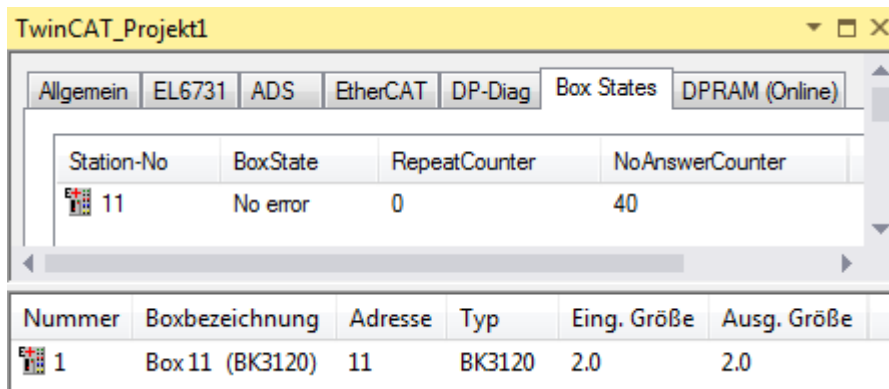 TwinCAT_Projekt1
Allgemein EL6731 ADS EtherCAT DP-Diag Box States DPRAM (Online)
Station-No BoxState RepeatCounter NoAnswerCounter
11 No error 0 40
Nummer Boxbezeichnung Adresse Typ Eing. Größe Ausg. Größe
1 Box 11 (BK3120) 11 BK3120 2.0 2.0